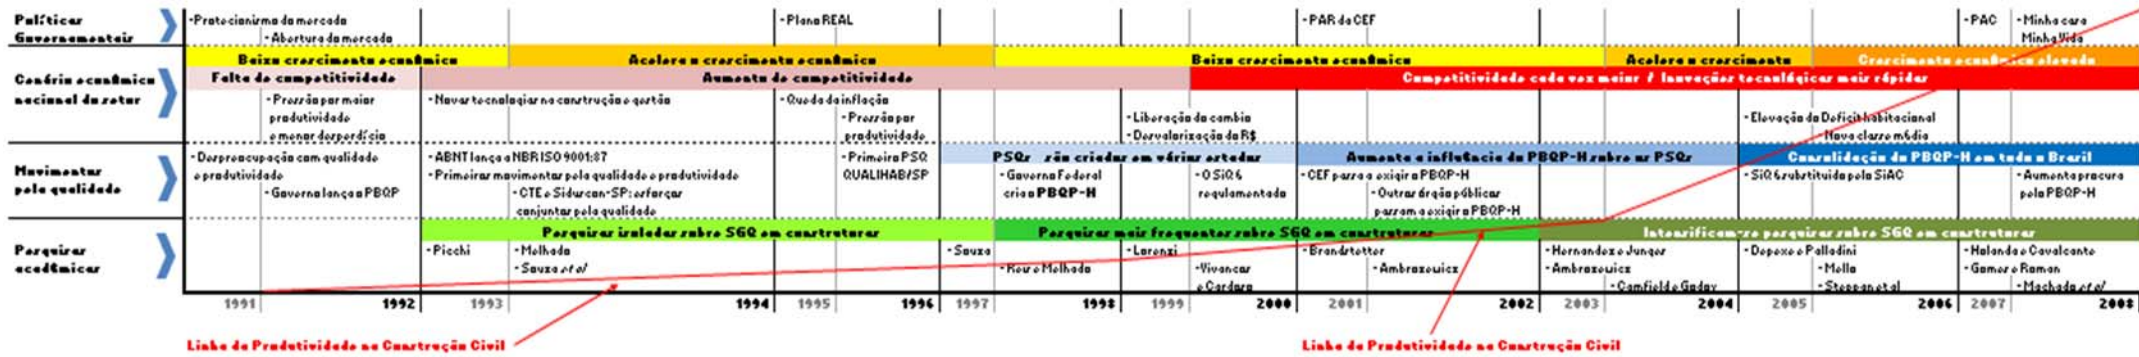 Políticas
Governamentais
- Protecionismo do mercado
- Abertura do mercado
- Plano REAL
- PAR da CEF
- PAC
- Minha casa
Minha Vida
Cenário econômico
nacional do setor
Baixo crescimento econômico
Acelera o crescimento econômico
Baixo crescimento econômico
Acelera o crescimento
Crescimento econômico elevado
Falta de competitividade
Aumento de competitividade
Competitividade cada vez maior / Inovações tecnológicas mais rápidas
- Pressão por maior
produtividade
e menor desperdício
- Novas tecnologias na construção e gestão
- Queda da inflação
- Pressão por
produtividade
- Liberação do cambio
- Desvalorização do R$
- Elevação do Deficit habitacional
- Nova classe média
Movimentos
pela qualidade
- Despreocupação com qualidade
e produtividade
- Governo lança o PBQP
- ABNT lança a NBR ISO 9001:87
- Primeiros movimentos pela qualidade e produtividade
- CTE e Sidurcon-SP: esforços
conjuntos pela qualidade
- Primeiro PSQ
QUALIHAB/SP
PSQs são criados em vários estados
- Governo Federal
cria o PBQP-H
- O SiQ é
regulamentado
Aumenta a influência do PBQP-H sobre os PSQs
- CEF passa a exigir o PBQP-H
- Outros órgão públicos
passam a exigir o PBQP-H
Consolidação do PBQP-H em todo o Brasil
- SiQ é substituído pelo SiAC
- Aumenta procura
pelo PBQP-H
Pesquisas
acadêmicas
Pesquisas isoladas sobre SGQ em construtoras
Pesquisas mais frequentes sobre SGQ em construtoras
Intensificam-se pesquisas sobre SGQ em construtoras
- Picchi
- Melhado
- Souza et al
- Souza
- Reis e Melhado
- Lorenzi
- Vivancos
e Cardoso
- Brandstetter
- Ambrozewicz
- Hernandes e Jungles
- Ambrozewicz
- Camfield e Godoy
- Depexe e Palladini
- Mello
- Steppan et al
- Holanda e Cavalcante
- Gomes e Roman
- Machado et al
1991 1992 1993 1994 1995 1996 1997 1998 1999 2000 2001 2002 2003 2004 2005 2006 2007 2008
Linha de Produtividade na Construção Civil
Linha de Produtividade na Construção Civil